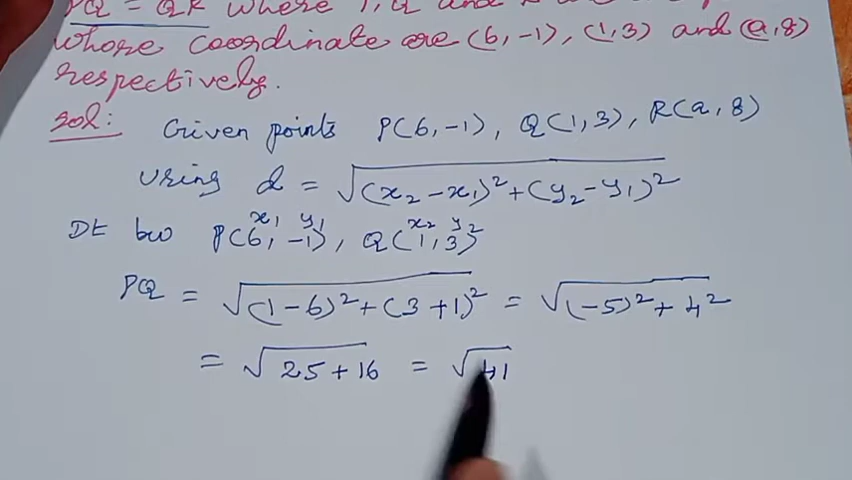 PQ = QR where P, Q and R are
whose coordinate are (6, -1), (1, 3) and (a, 8)
respectively.
sol: Given points P(6, -1), Q(1, 3), R(a, 8)
using d = √(x₂ - x₁)² + (y₂ - y₁)²
Dt bw P(6, -1), Q(1, 3) x₁ y₁ x₂ y₂
PQ = √(1 - 6)² + (3 + 1)² = √(-5)² + 4²
= √25 + 16 = √41